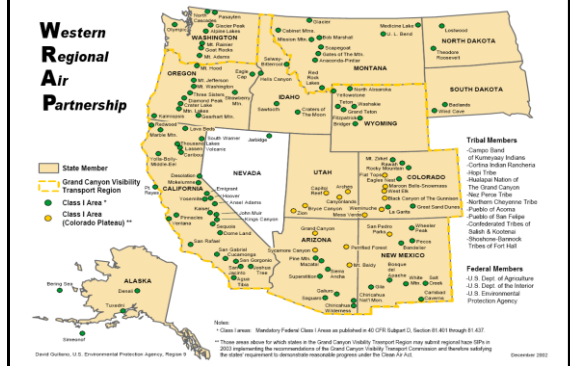 Western
Regional
Air
Partnership
State Member
Grand Canyon Visibility
Transport Region
Class I Area *
Class I Area
(Colorado Plateau) **
WASHINGTON
Pasayten
North
Cascades
Glacier Peak
Alpine Lakes
Olympic
Mt. Rainier
Goat Rocks
Mt. Adams
OREGON
Mt. Hood
Mt. Jefferson
Mt. Washington
Three Sisters
Strawberry
Mtn.
Diamond Peak
Crater Lake
Mtn. Lakes
Gearhart Mtn.
Kalmiopsis
Eagle
Cap
Hells Canyon
IDAHO
Sawtooth
Craters of
The Moon
Selway-
Bitterroot
MONTANA
Glacier
Cabinet Mtns.
Bob Marshall
Mission Mtn.
Scapegoat
Gates of The Mtn.
Anaconda-Pintlar
Medicine Lake
U. L. Bend
Red
Rock
Lakes
NORTH DAKOTA
Lostwood
Theodore
Roosevelt
SOUTH DAKOTA
Badlands
Wind Cave
WYOMING
North Absaroka
Yellowstone
Teton
Washakie
Grand Teton
Fitzpatrick
Bridger
CALIFORNIA
Redwood
Marble Mtn.
Lava Beds
South Warner
Thousand
Lakes
Lassen
Volcanic
Caribou
Yolla-Bolly-
Middle-Eel
Desolation
Mokelumne
Emigrant
Hoover
Ansel Adams
Yosemite
Kaiser
John Muir
Kings Canyon
Pinnacles
Ventana
Sequoia
Dome Land
San Rafael
San Gabriel
Cucamonga
San Gorgonio
San
Jacinto
Joshua
Tree
Agua
Tibia
NEVADA
Jarbidge
UTAH
Capitol
Reef
Arches
Canyonlands
Bryce Canyon
Zion
COLORADO
Mt. Zirkel
Rawah
Rocky Mountain
Flat Tops
Eagles Nest
Maroon Bells-Snowmass
West Elk
Black Canyon of The Gunnison
Weminuche
Great Sand Dunes
La Garita
Mesa Verde
ARIZONA
Grand Canyon
Sycamore Canyon
Petrified Forest
Pine Mtn.
Mazatzal
Mt. Baldy
Sierra
Ancha
Superstition
Galiuro
Saguaro
Chiricahua
Nat'l Mon.
Chiricahua
Wilderness
NEW MEXICO
San Pedro
Parks
Wheeler
Peak
Pecos
Bandelier
Bosque
del
Apache
White
Mtn.
Salt
Creek
Gila
Carlsbad
Caverns
ALASKA
Bering Sea
Denali
Tuxedni
Simeonof
Tribal Members
-Campo Band
of Kumeyaay Indians
-Cortina Indian Rancheria
-Hopi Tribe
-Hualapai Nation of
The Grand Canyon
-Nez Perce Tribe
-Northern Cheyenne Tribe
-Pueblo of Acoma
-Pueblo of San Felipe
-Confederated Tribes of
Salish & Kootenai
-Shoshone-Bannock
Tribes of Fort Hall
Federal Members
-U.S. Dept. of Agriculture
-U.S. Dept. of the Interior
-U.S. Environmental
Protection Agency
Notes:
* Class I areas: Mandatory Federal Class I Areas as published in 40 CFR Subpart D, Section 81.401 through 81.437.
** Those areas above for which states in the Grand Canyon Visibility Transport Region may submit regional haze SIPs in
2003 implementing the recommendations of the Grand Canyon Visibility Transport Commission and therefore satisfying
the states' requirement to demonstrate reasonable progress under the Clean Air Act.
David Guiliano, U.S. Environmental Protection Agency, Region 9
December 2002